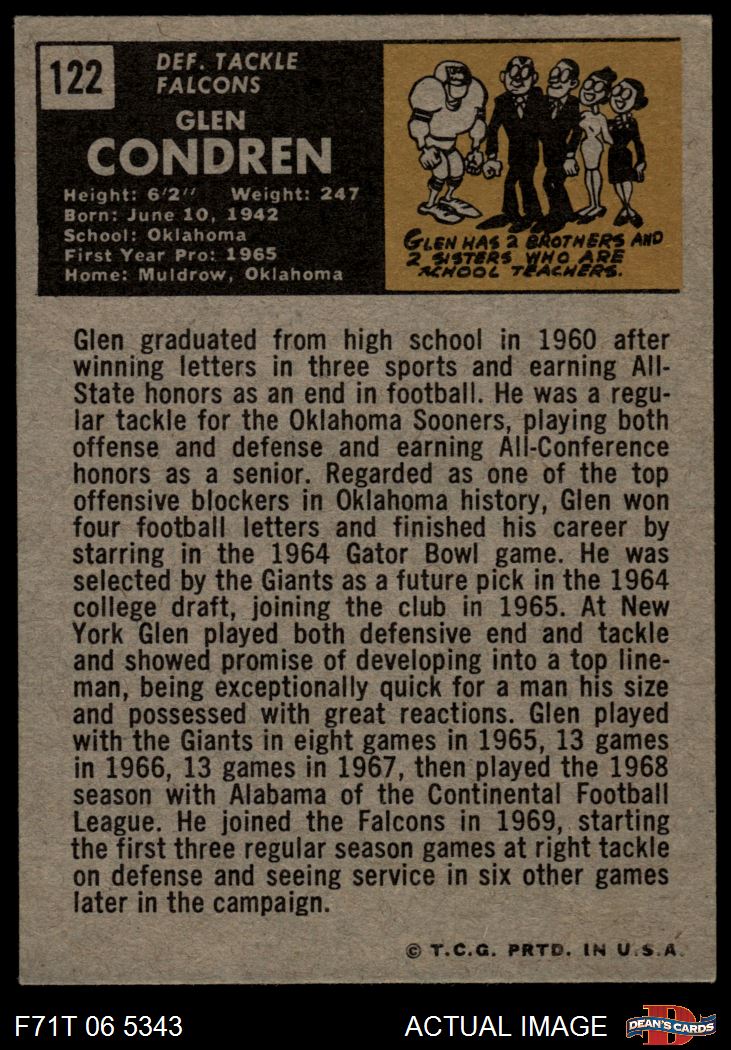 122
DEF. TACKLE
FALCONS
GLEN
CONDREN
Height: 6'2" Weight: 247
Born: June 10, 1942
School: Oklahoma
First Year Pro: 1965
Home: Muldrow, Oklahoma
GLEN HAS 2 BROTHERS AND
2 SISTERS WHO ARE
SCHOOL TEACHERS.
Glen graduated from high school in 1960 after
winning letters in three sports and earning All-
State honors as an end in football. He was a regu-
lar tackle for the Oklahoma Sooners, playing both
offense and defense and earning All-Conference
honors as a senior. Regarded as one of the top
offensive blockers in Oklahoma history, Glen won
four football letters and finished his career by
starring in the 1964 Gator Bowl game. He was
selected by the Giants as a future pick in the 1964
college draft, joining the club in 1965. At New
York Glen played both defensive end and tackle
and showed promise of developing into a top line-
man, being exceptionally quick for a man his size
and possessed with great reactions. Glen played
with the Giants in eight games in 1965, 13 games
in 1966, 13 games in 1967, then played the 1968
season with Alabama of the Continental Football
League. He joined the Falcons in 1969, starting
the first three regular season games at right tackle
on defense and seeing service in six other games
later in the campaign.
© T.C.G. PRTD. IN U.S.A.
F71T 06 5343 ACTUAL IMAGE D DEAN'S CARDS